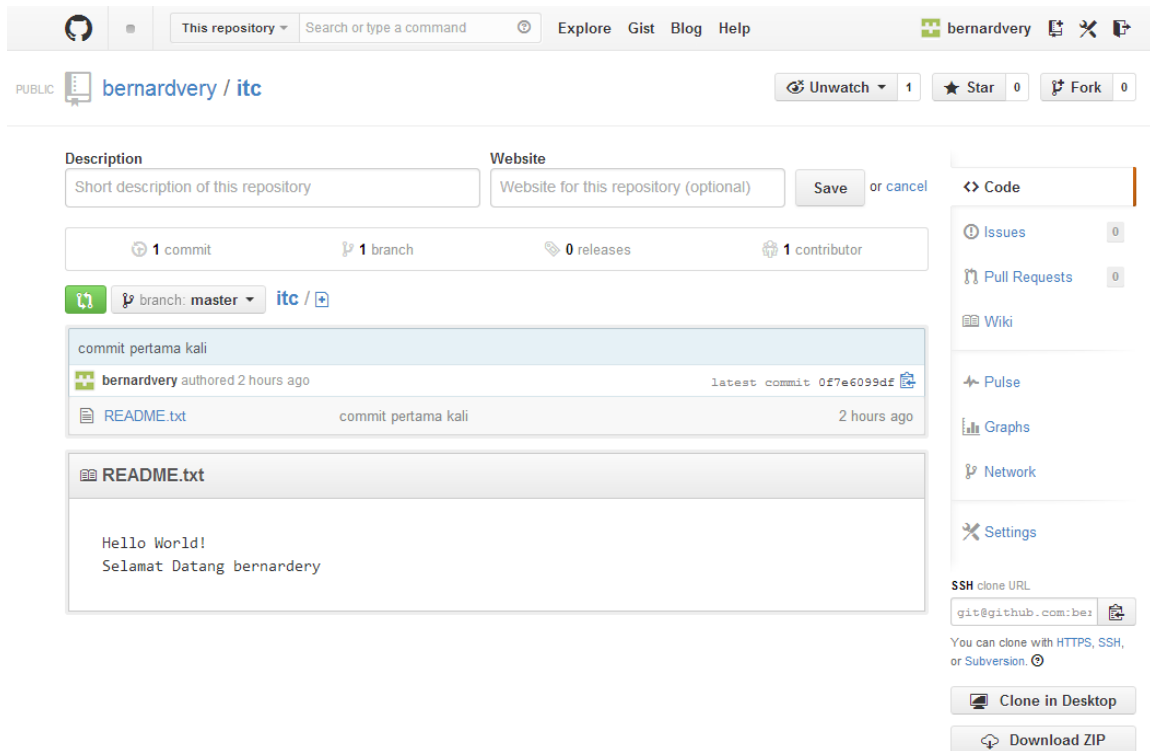 This repository Search or type a command Explore Gist Blog Help bernardvery
PUBLIC bernardvery / itc Unwatch 1 Star 0 Fork 0
Description Website
Short description of this repository Website for this repository (optional) Save or cancel
1 commit 1 branch 0 releases 1 contributor
branch: master itc /
commit pertama kali
bernardvery authored 2 hours ago latest commit 0f7e6099df
README.txt commit pertama kali 2 hours ago
README.txt
Hello World!
Selamat Datang bernardery
Code
Issues 0
Pull Requests 0
Wiki
Pulse
Graphs
Network
Settings
SSH clone URL
git@github.com:be
You can clone with HTTPS, SSH,
or Subversion.
Clone in Desktop
Download ZIP